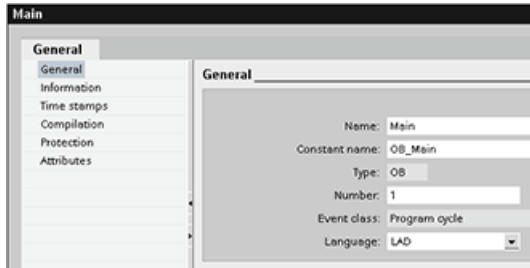 Main
General
General
Information
Time stamps
Compilation
Protection
Attributes
General
Name: Main
Constant name: OB_Main
Type: OB
Number: 1
Event class: Program cycle
Language: LAD